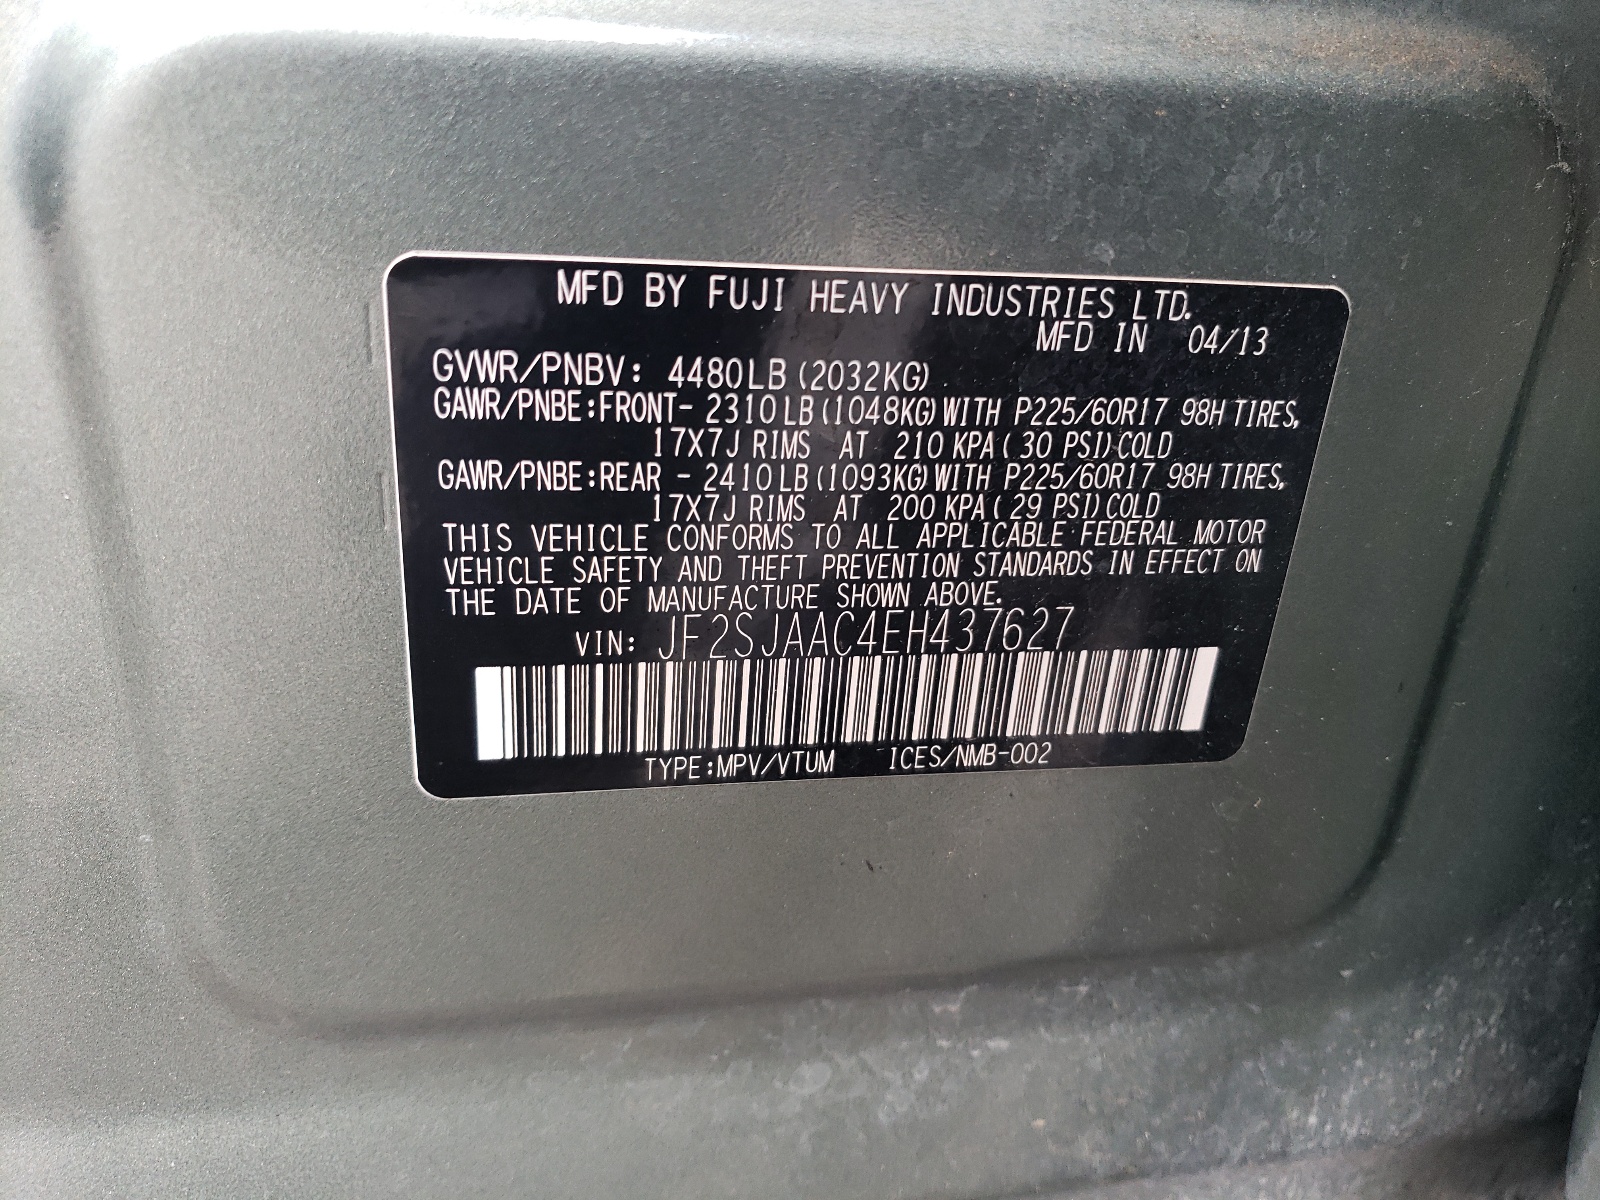 MFD BY FUJI HEAVY INDUSTRIES LTD.
MFD IN 04/13
GVWR/PNBV: 4480LB (2032KG)
GAWR/PNBE:FRONT- 2310LB (1048KG) WITH P225/60R17 98H TIRES,
17X7J RIMS AT 210 KPA( 30 PSI)COLD
GAWR/PNBE:REAR - 2410LB (1093KG) WITH P225/60R17 98H TIRES,
17X7J RIMS AT 200 KPA( 29 PSI)COLD
THIS VEHICLE CONFORMS TO ALL APPLICABLE FEDERAL MOTOR
VEHICLE SAFETY AND THEFT PREVENTION STANDARDS IN EFFECT ON
THE DATE OF MANUFACTURE SHOWN ABOVE.
VIN: JF2SJAAC4EH437627
TYPE:MPV/VTUM ICES/NMB-002